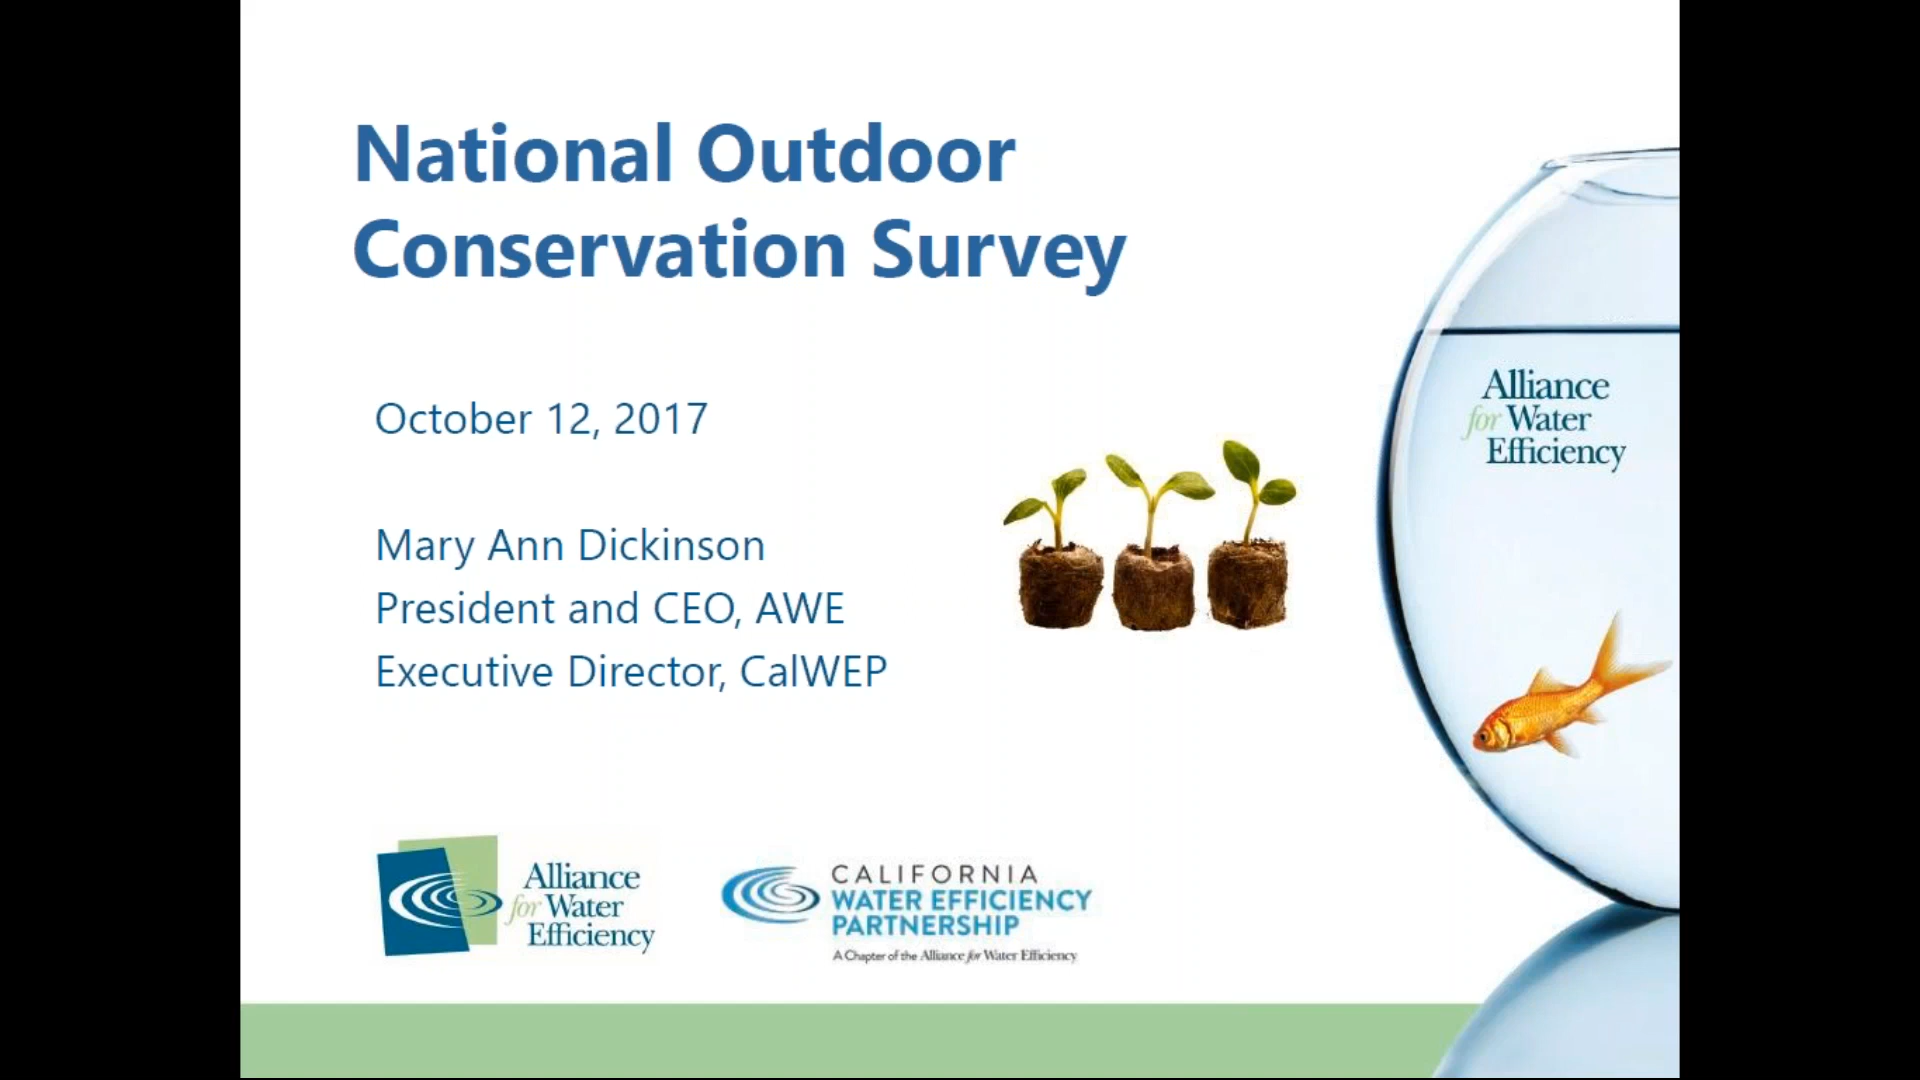 National Outdoor
Conservation Survey
October 12, 2017
Mary Ann Dickinson
President and CEO, AWE
Executive Director, CalWEP
Alliance
for Water
Efficiency
Alliance
for Water
Efficiency
CALIFORNIA
WATER EFFICIENCY
PARTNERSHIP
A Chapter of the Alliance for Water Efficiency